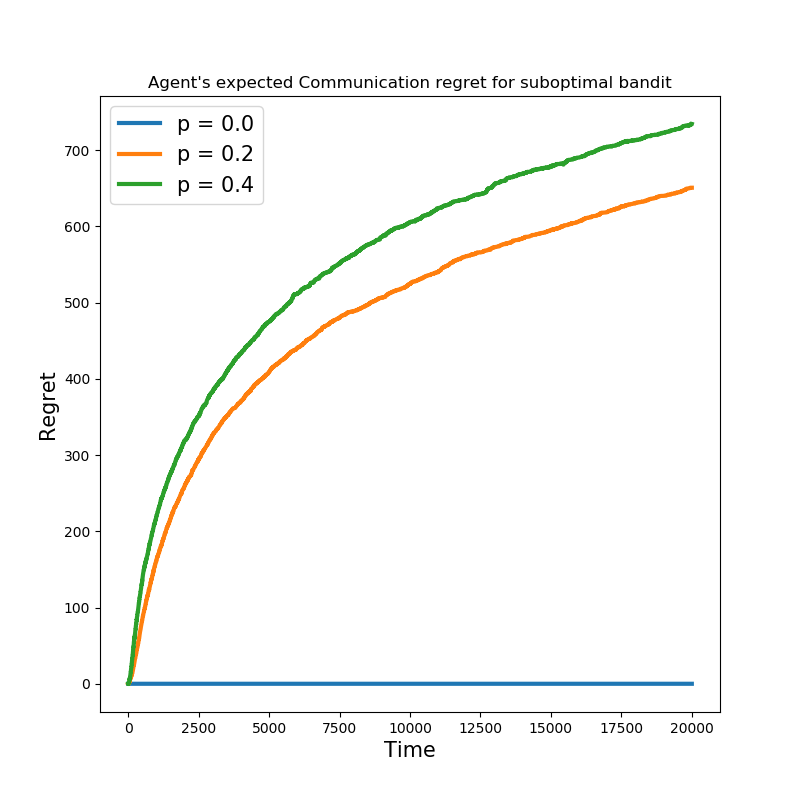 Agent's expected Communication regret for suboptimal bandit
p = 0.0
p = 0.2
p = 0.4
700
600
500
400
300
200
100
0
Regret
0 2500 5000 7500 10000 12500 15000 17500 20000
Time